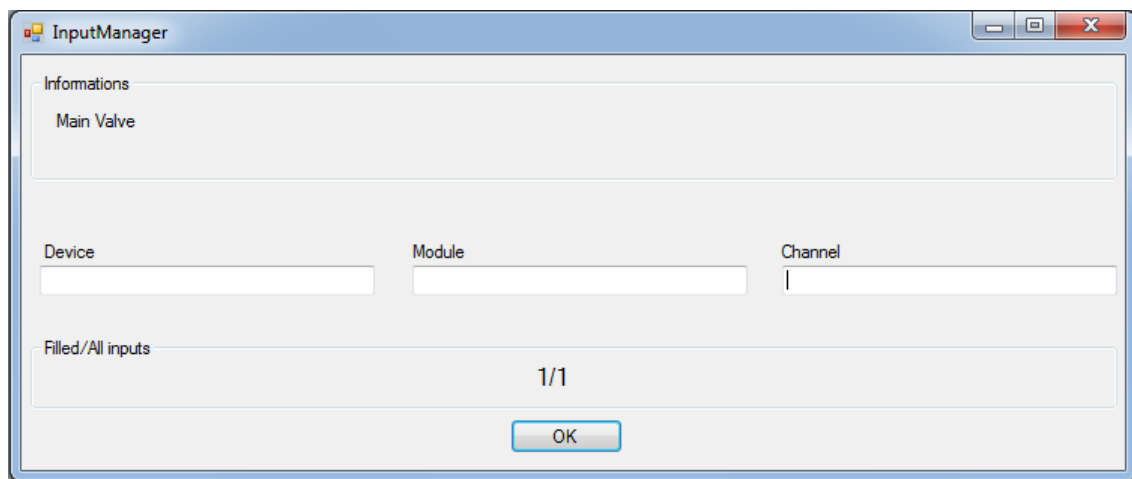 InputManager
Informations
Main Valve
Device
Module
Channel
Filled/All inputs
1/1
OK